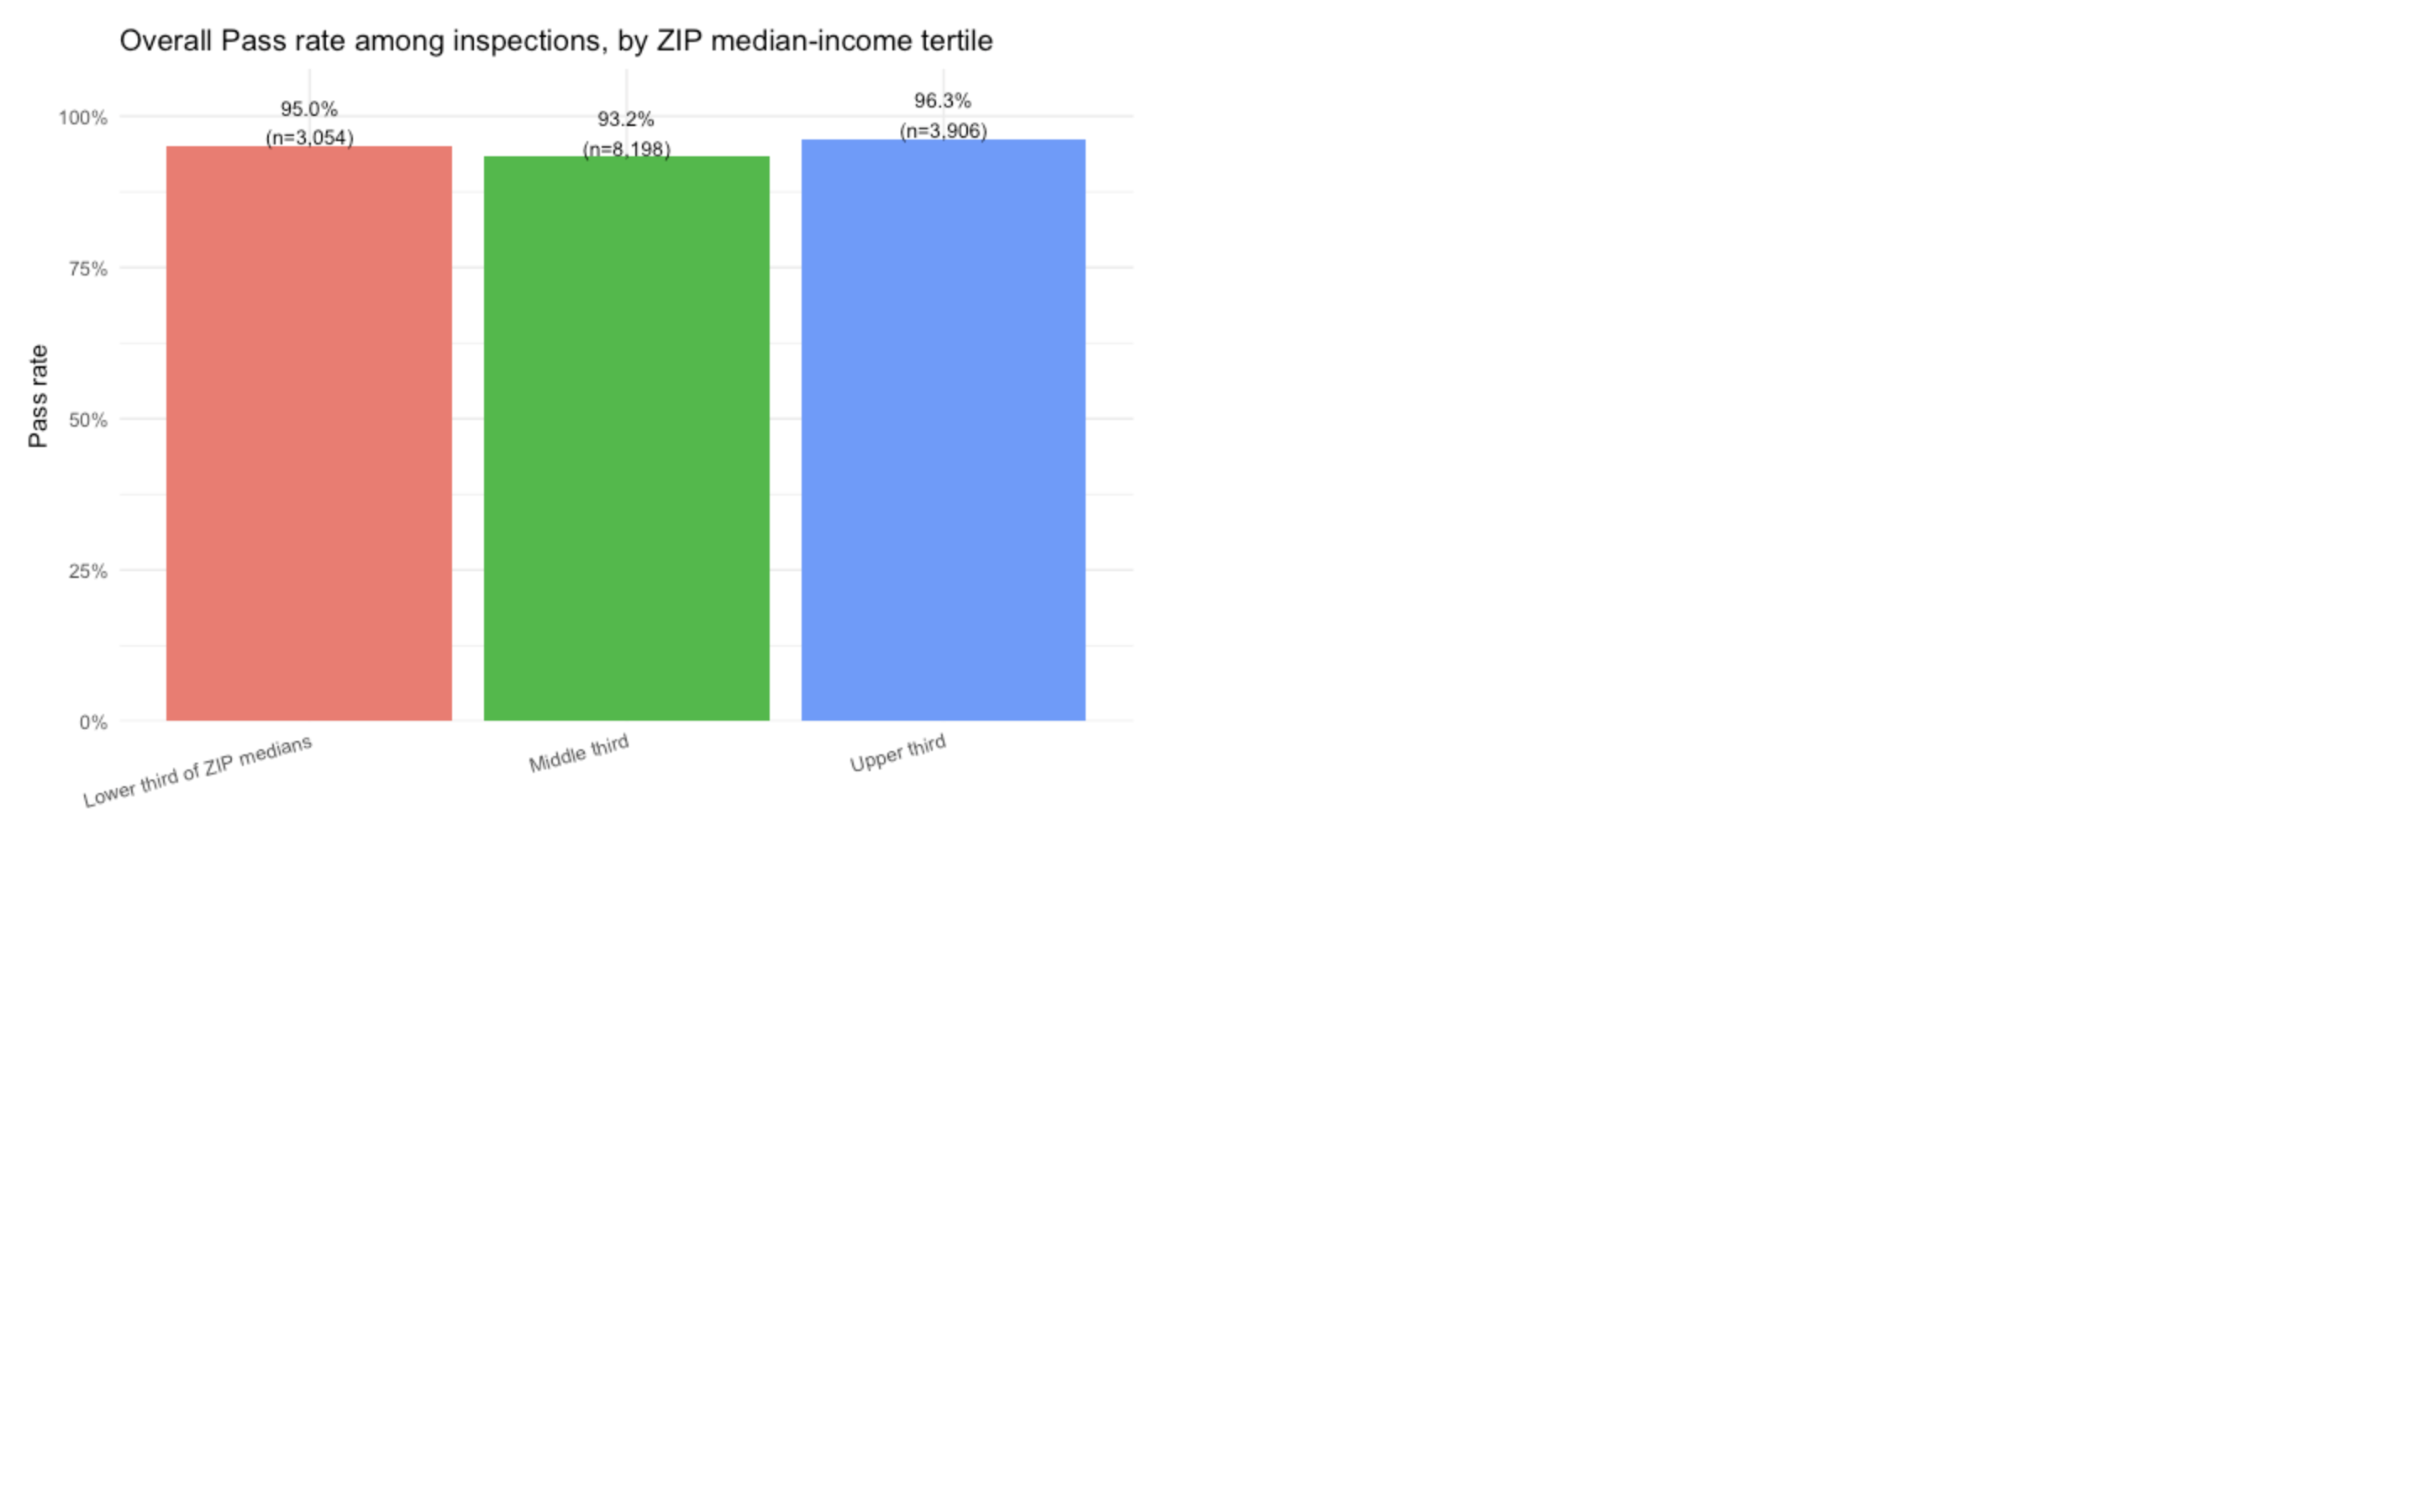 Overall Pass rate among inspections, by ZIP median-income tertile
95.0%
(n=3,054)
93.2%
(n=8,198)
96.3%
(n=3,906)
100%
75%
50%
25%
0%
Pass rate
Lower third of ZIP medians
Middle third
Upper third